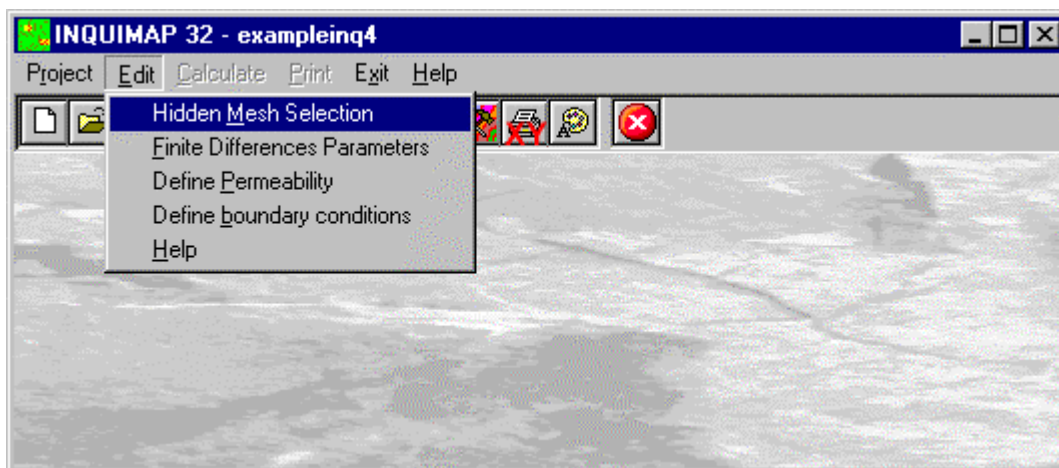 INQUIMAP 32 - exampleinq4
Project Edit Calculate Print Exit Help
XY
Hidden Mesh Selection
Finite Differences Parameters
Define Permeability
Define boundary conditions
Help